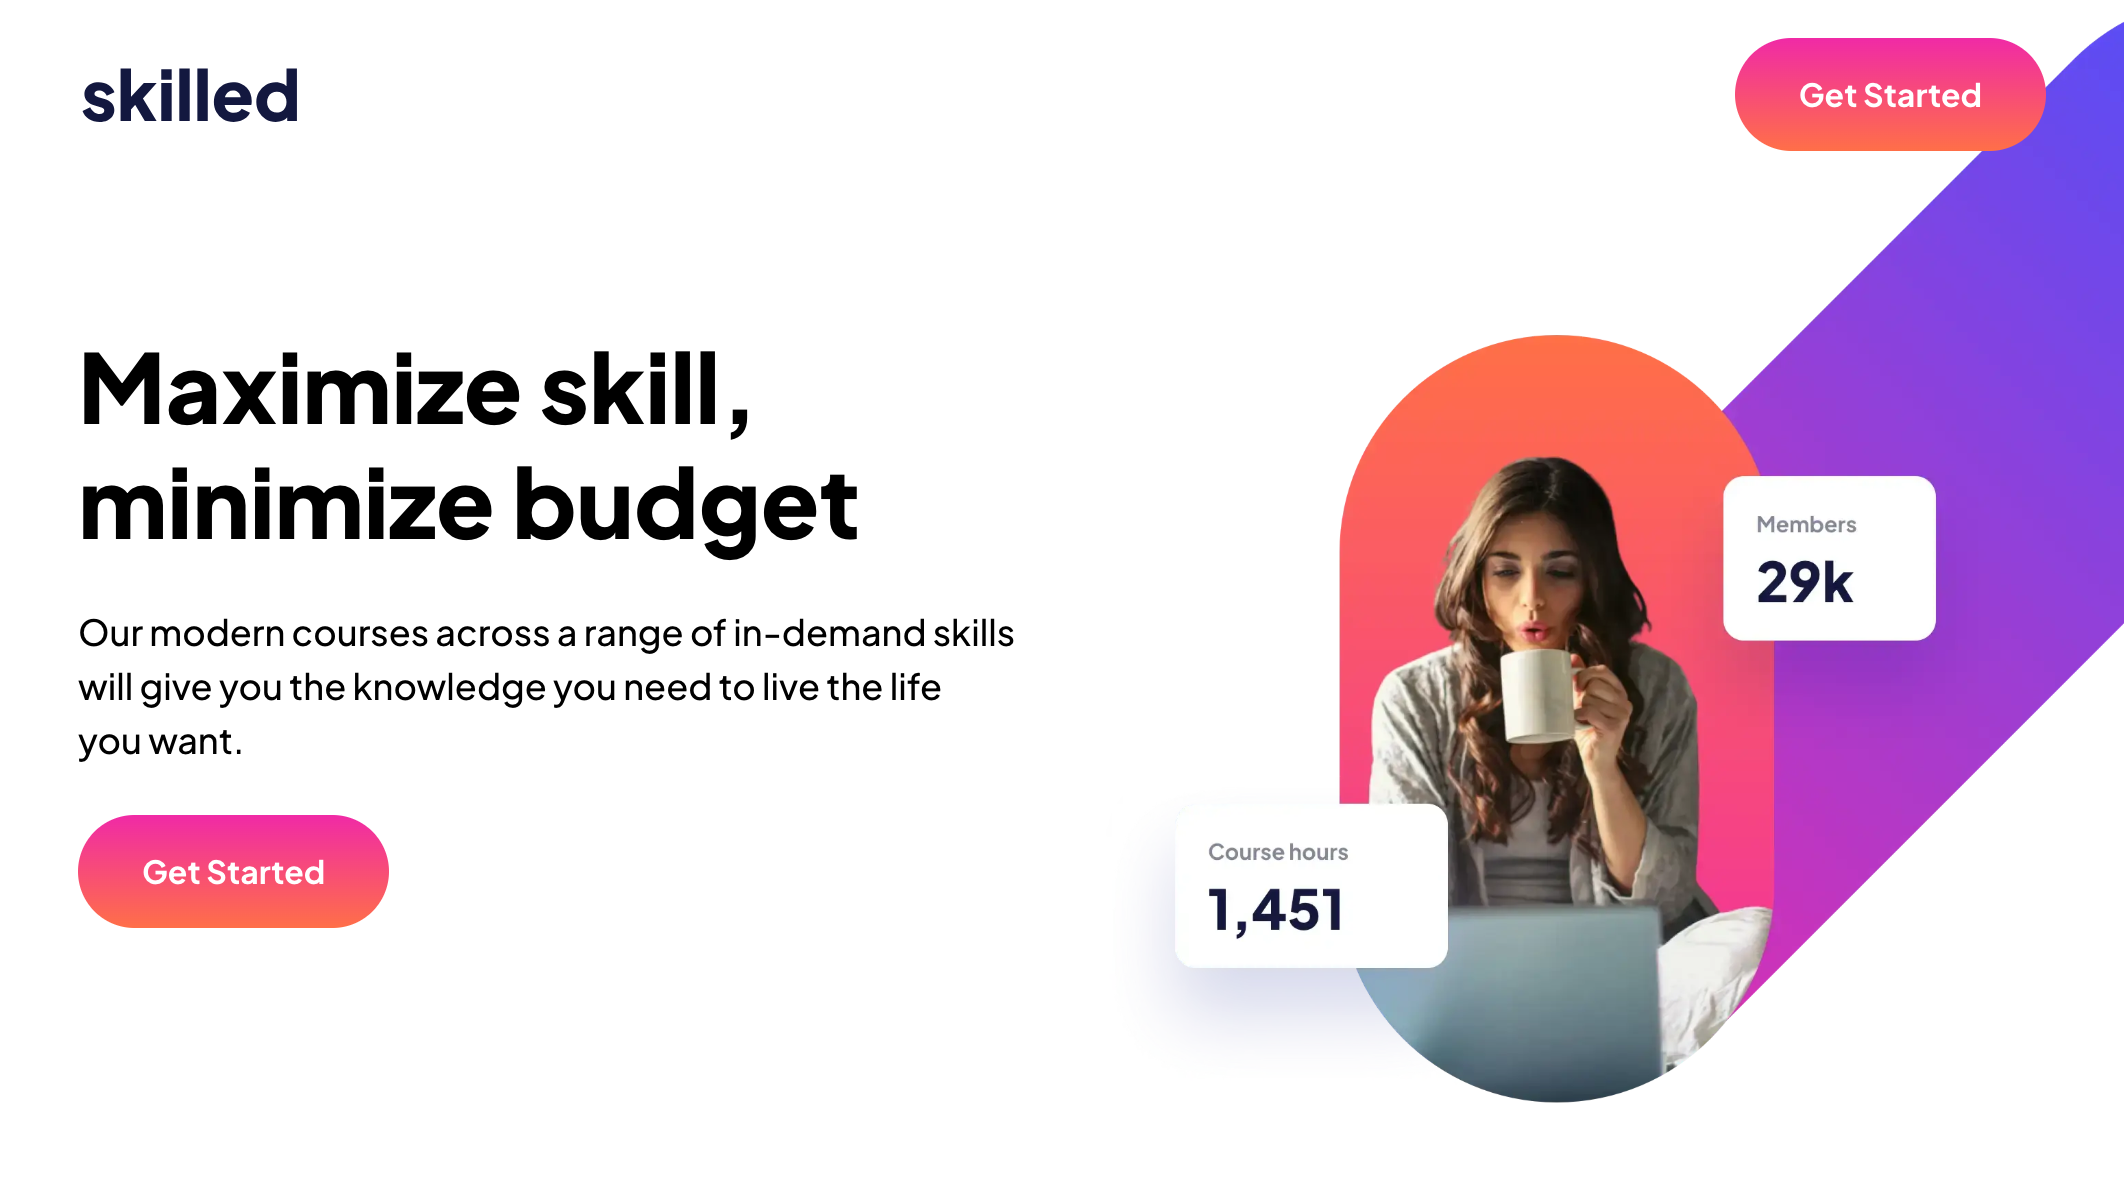 skilled
Get Started
Maximize skill,
minimize budget
Our modern courses across a range of in-demand skills
will give you the knowledge you need to live the life
you want.
Get Started
Members
29k
Course hours
1,451